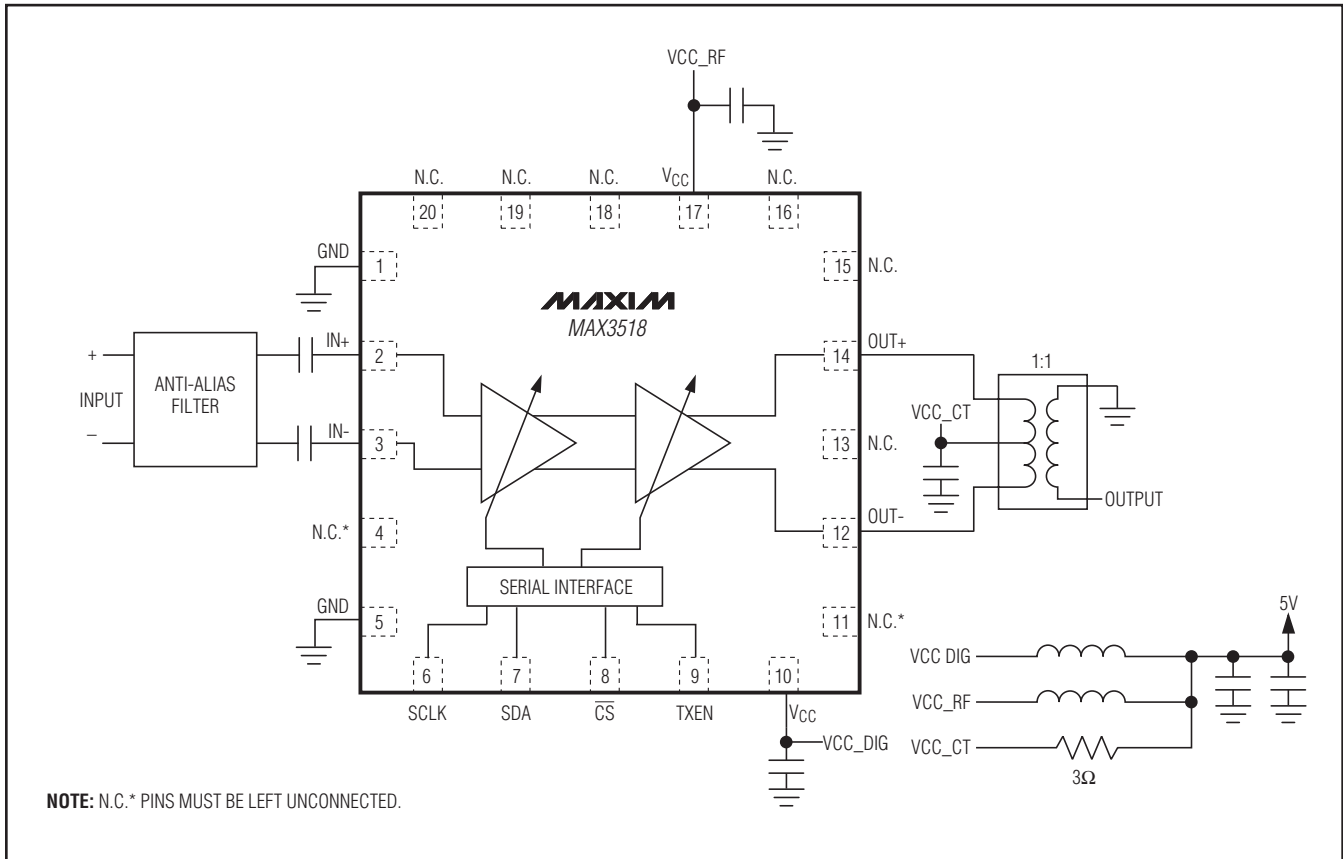 VCC_RF
N.C.
N.C.
N.C.
VCC
N.C.
20
19
18
17
16
GND
1
15
N.C.
MAXIM
MAX3518
+
INPUT
–
ANTI-ALIAS
FILTER
IN+
2
IN-
3
14
OUT+
1:1
VCC_CT
13
N.C.
N.C.*
4
12
OUT-
OUTPUT
SERIAL INTERFACE
GND
5
11
N.C.*
6
7
8
9
10
SCLK
SDA
CS
TXEN
VCC
VCC_DIG
5V
VCC DIG
VCC_RF
VCC_CT
3Ω
NOTE: N.C.* PINS MUST BE LEFT UNCONNECTED.